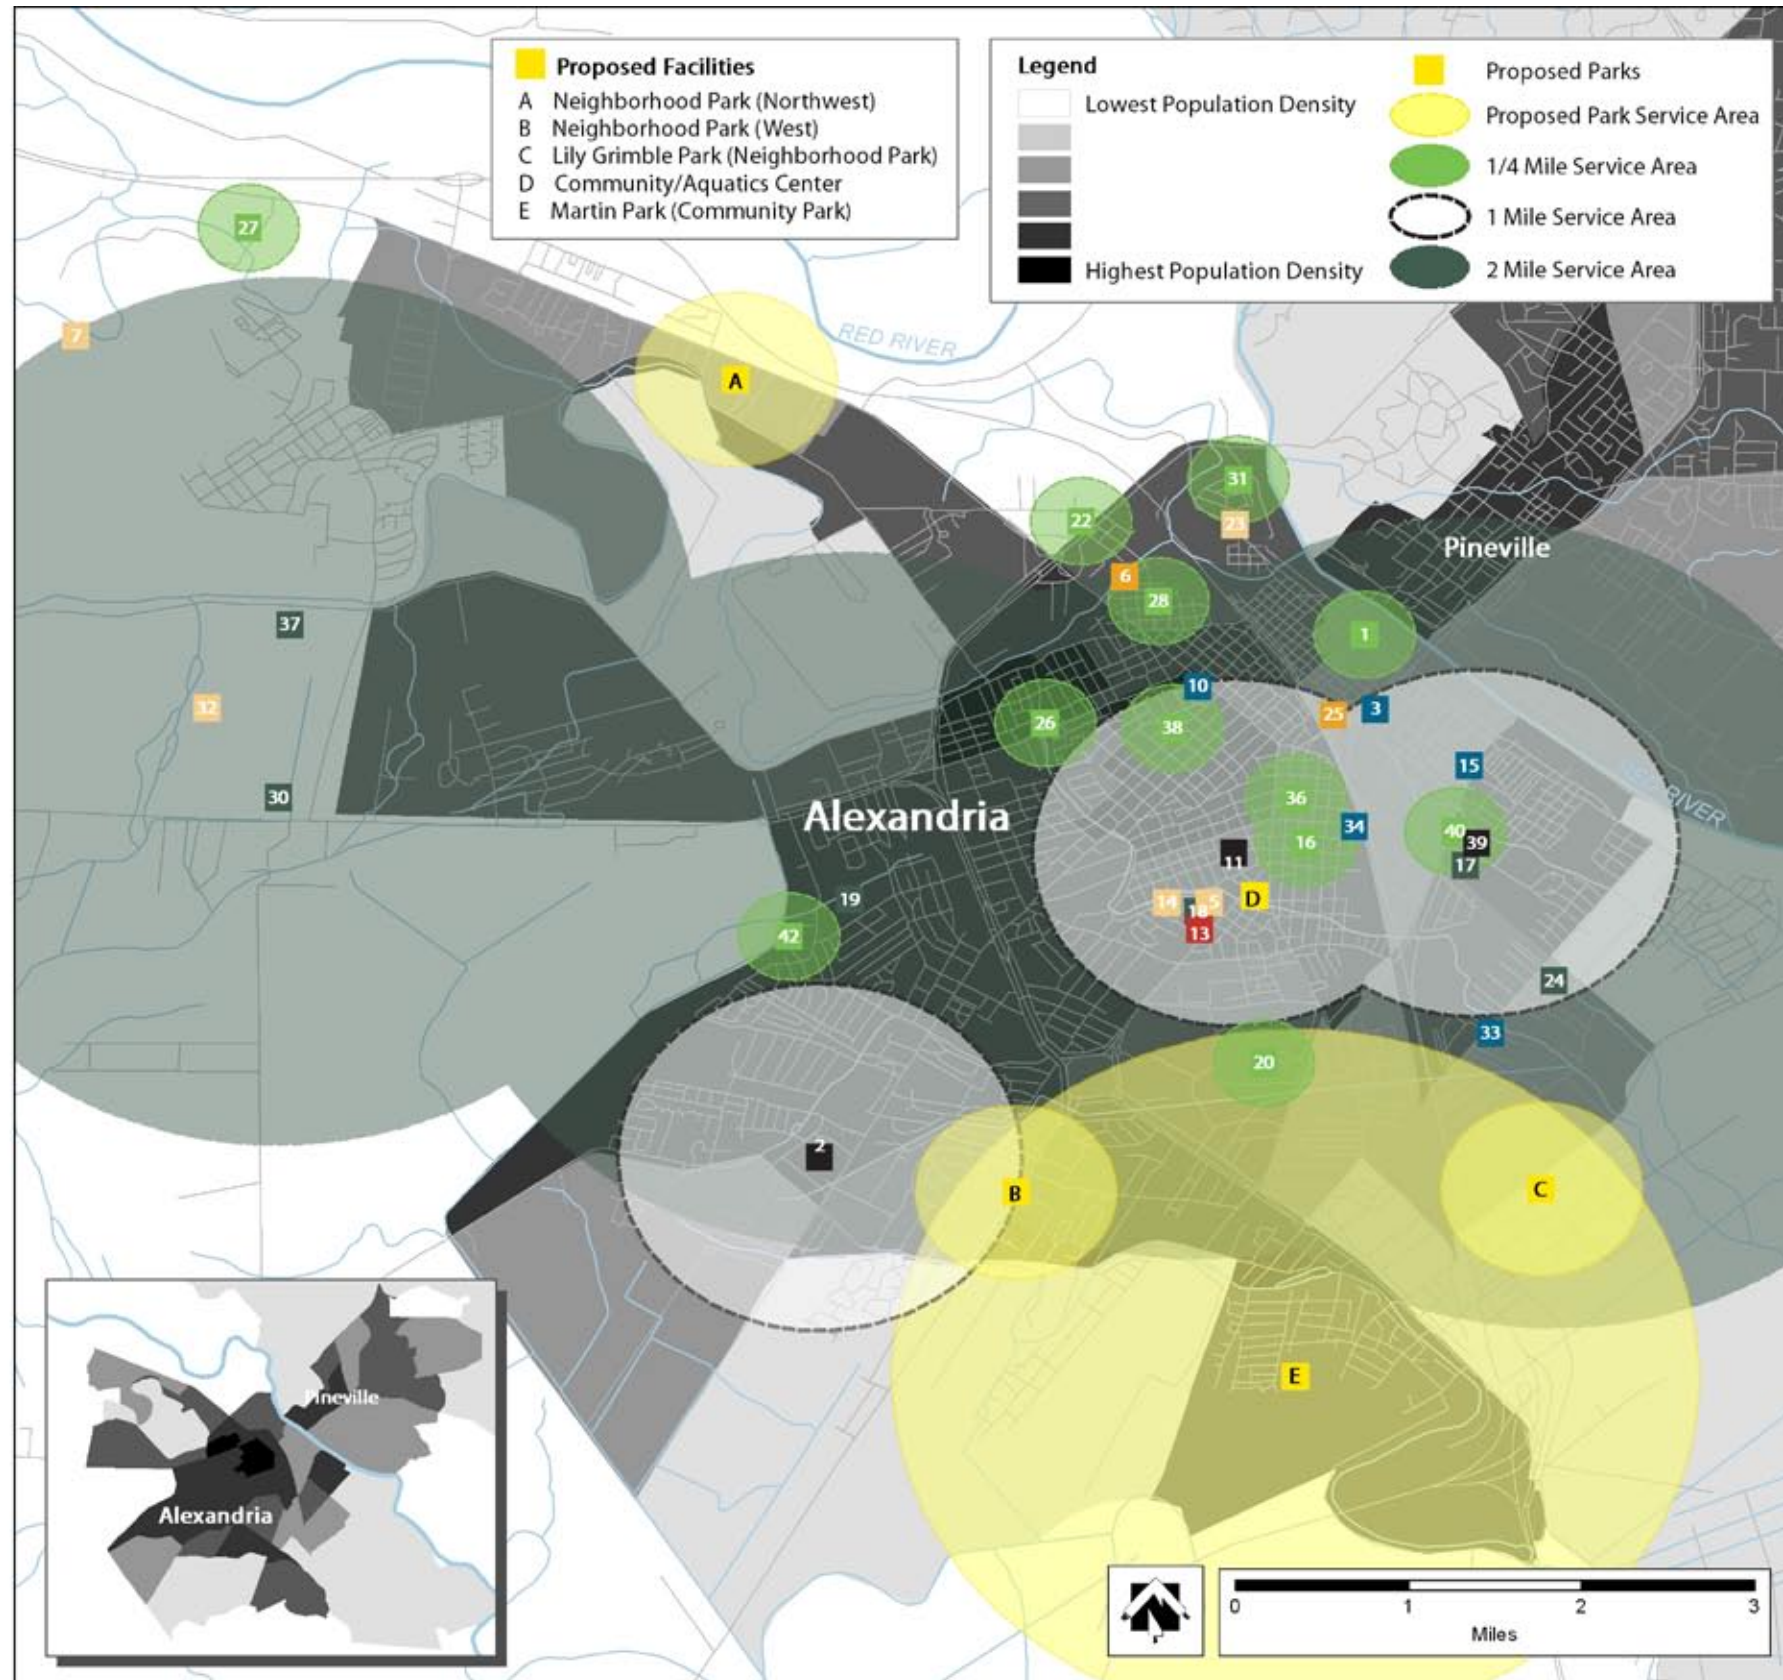 Proposed Facilities
A Neighborhood Park (Northwest)
B Neighborhood Park (West)
C Lily Grimble Park (Neighborhood Park)
D Community/Aquatics Center
E Martin Park (Community Park)
Legend
Lowest Population Density
Highest Population Density
Proposed Parks
Proposed Park Service Area
1/4 Mile Service Area
1 Mile Service Area
2 Mile Service Area
27
7
RED RIVER
A
31
22
23
Pineville
6
28
1
37
32
10
25
3
26
38
15
30
36
RIVER
Alexandria
34
40
39
16
11
17
19
14
5
D
18
13
42
24
33
20
2
B
C
E
Pineville
Alexandria
0 1 2 3
Miles